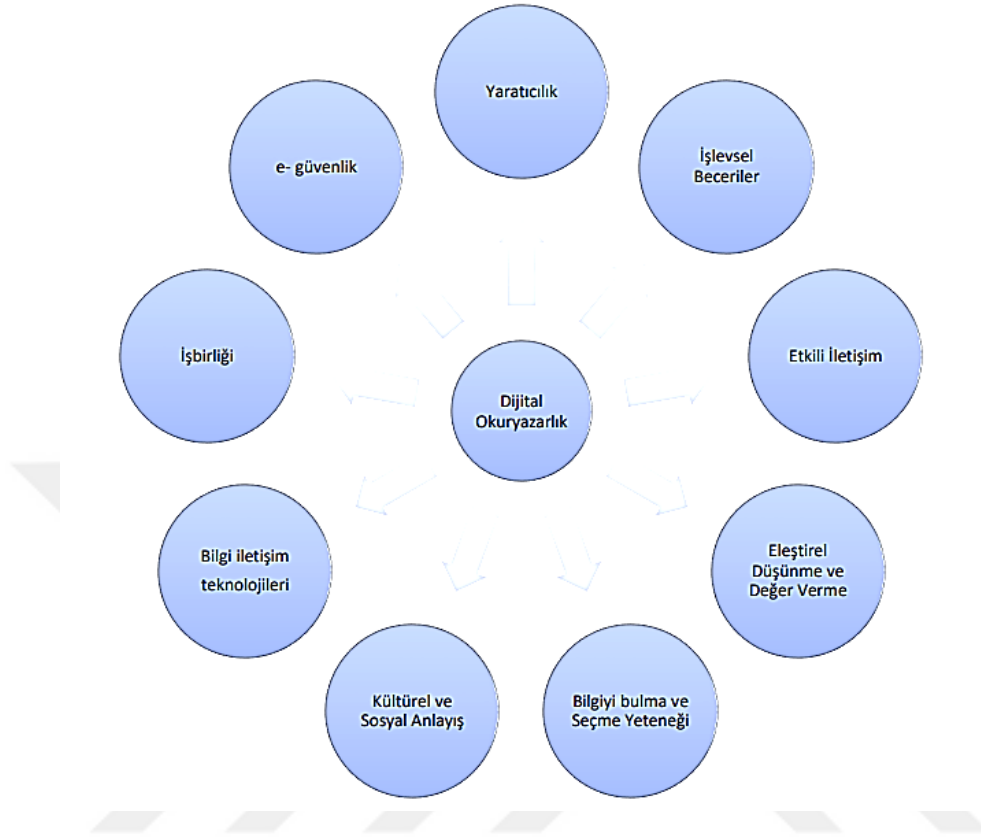 Yaratıcılık
İşlevsel
Beceriler
Etkili İletişim
Eleştirel
Düşünme ve
Değer Verme
Bilgiyi bulma ve
Seçme Yeteneği
Kültürel ve
Sosyal Anlayış
Bilgi iletişim
teknolojileri
İşbirliği
e- güvenlik
Dijital
Okuryazarlık